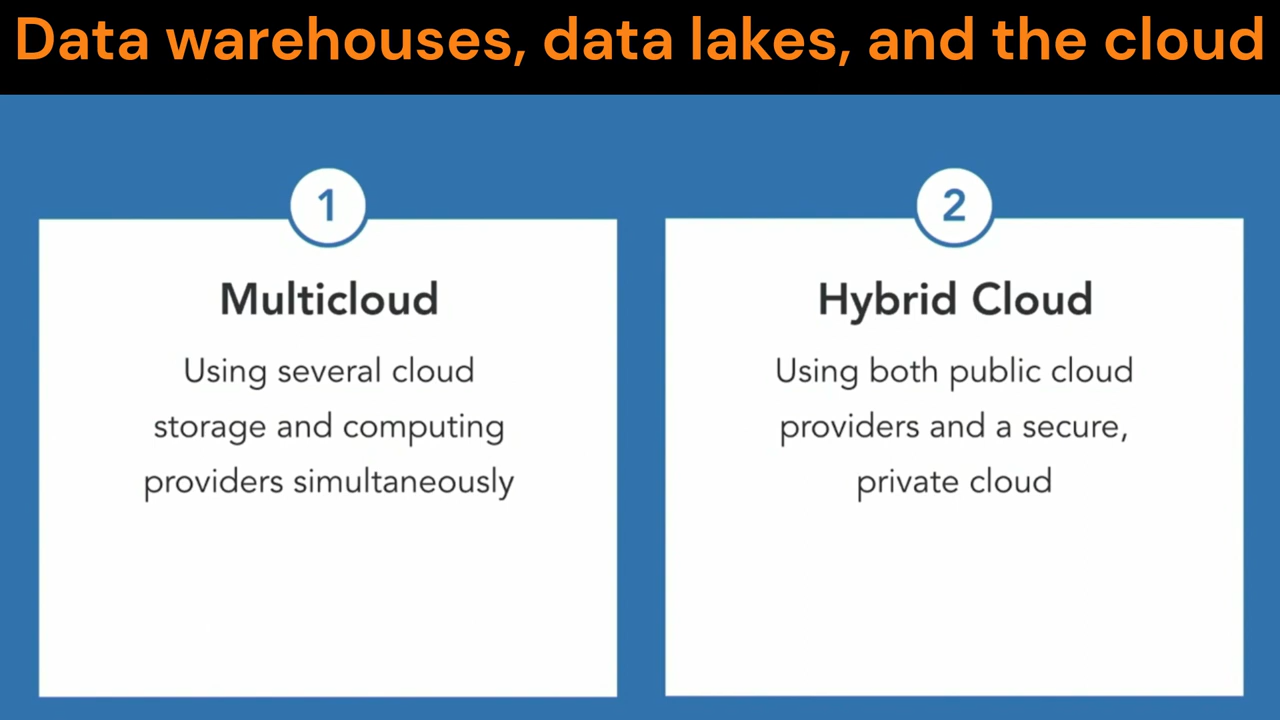 Data warehouses, data lakes, and the cloud
1
Multicloud
Using several cloud
storage and computing
providers simultaneously
2
Hybrid Cloud
Using both public cloud
providers and a secure,
private cloud